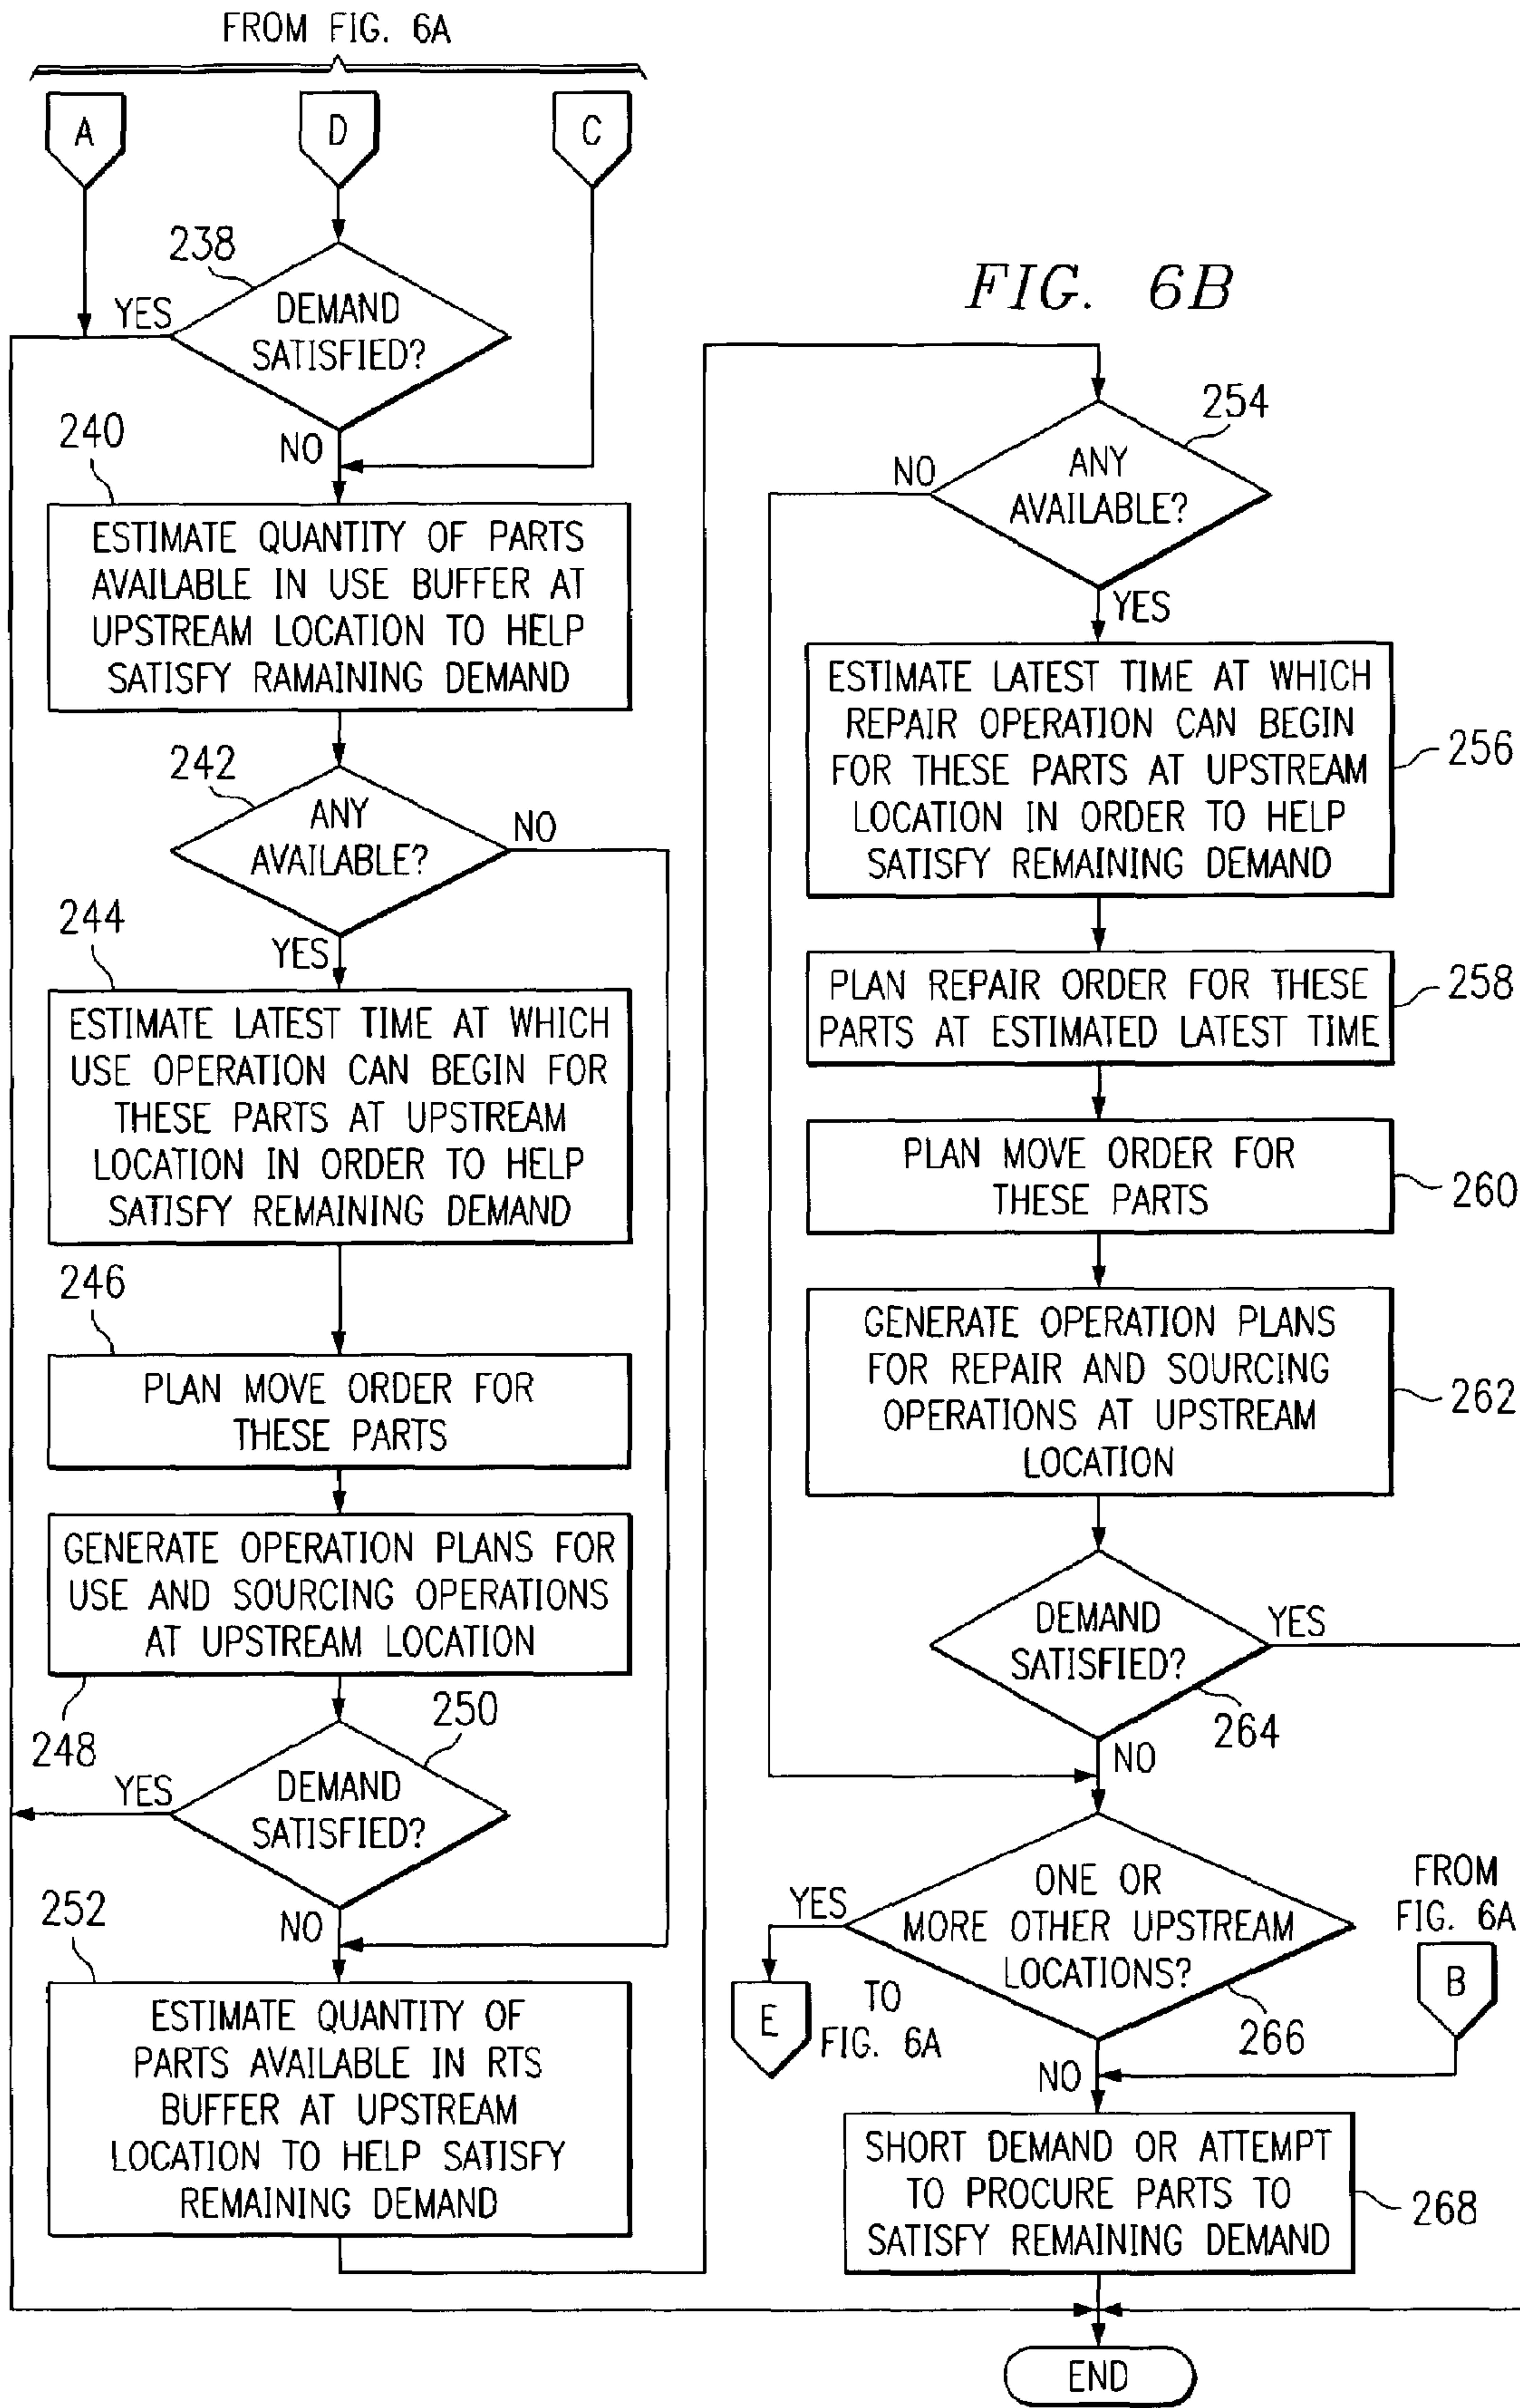 FROM FIG. 6A
A
D
C
238
YES
DEMAND
SATISFIED?
NO
240
ESTIMATE QUANTITY OF PARTS
AVAILABLE IN USE BUFFER AT
UPSTREAM LOCATION TO HELP
SATISFY RAMAINING DEMAND
242
ANY
AVAILABLE?
NO
YES
244
ESTIMATE LATEST TIME AT WHICH
USE OPERATION CAN BEGIN FOR
THESE PARTS AT UPSTREAM
LOCATION IN ORDER TO HELP
SATISFY REMAINING DEMAND
246
PLAN MOVE ORDER FOR
THESE PARTS
GENERATE OPERATION PLANS FOR
USE AND SOURCING OPERATIONS
AT UPSTREAM LOCATION
248
250
YES
DEMAND
SATISFIED?
NO
252
ESTIMATE QUANTITY OF
PARTS AVAILABLE IN RTS
BUFFER AT UPSTREAM
LOCATION TO HELP SATISFY
REMAINING DEMAND
FIG. 6B
254
NO
ANY
AVAILABLE?
YES
ESTIMATE LATEST TIME AT WHICH
REPAIR OPERATION CAN BEGIN
FOR THESE PARTS AT UPSTREAM
LOCATION IN ORDER TO HELP
SATISFY REMAINING DEMAND
256
PLAN REPAIR ORDER FOR THESE
PARTS AT ESTIMATED LATEST TIME
258
PLAN MOVE ORDER FOR
THESE PARTS
260
GENERATE OPERATION PLANS
FOR REPAIR AND SOURCING
OPERATIONS AT UPSTREAM
LOCATION
262
DEMAND
SATISFIED?
YES
264
NO
ONE OR
MORE OTHER UPSTREAM
LOCATIONS?
YES
266
E
TO
FIG. 6A
FROM
FIG. 6A
B
NO
SHORT DEMAND OR ATTEMPT
TO PROCURE PARTS TO
SATISFY REMAINING DEMAND
268
END